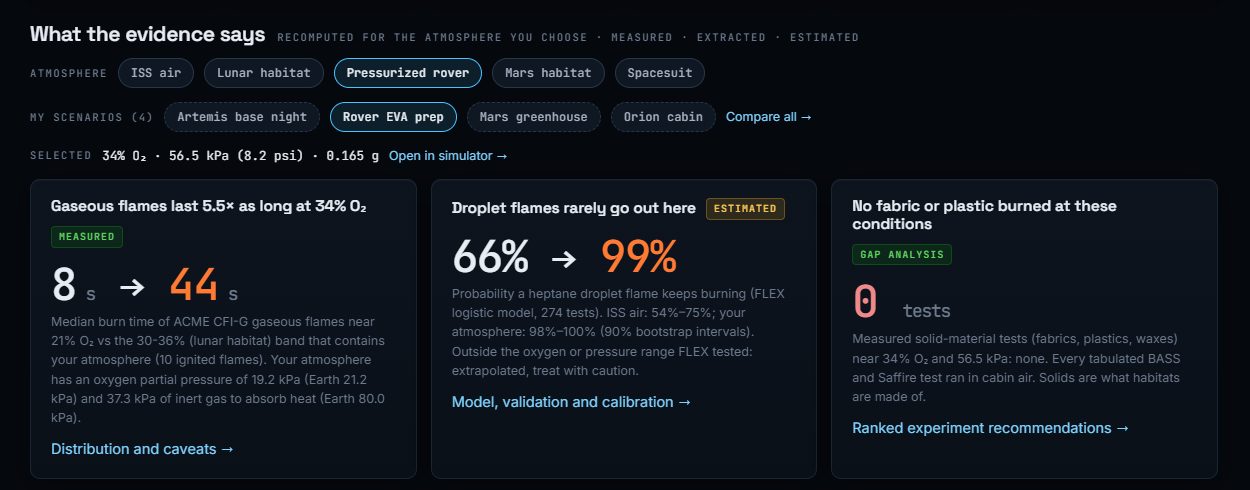 What the evidence says RECOMPUTED FOR THE ATMOSPHERE YOU CHOOSE · MEASURED · EXTRACTED · ESTIMATED
ATMOSPHERE ISS air Lunar habitat Pressurized rover Mars habitat Spacesuit
MY SCENARIOS (4) Artemis base night Rover EVA prep Mars greenhouse Orion cabin Compare all →
SELECTED 34% O₂ · 56.5 kPa (8.2 psi) · 0.165 g Open in simulator →
Gaseous flames last 5.5× as long at 34% O₂
MEASURED
8 s → 44 s
Median burn time of ACME CFI-G gaseous flames near
21% O₂ vs the 30-36% (lunar habitat) band that contains
your atmosphere (10 ignited flames). Your atmosphere
has an oxygen partial pressure of 19.2 kPa (Earth 21.2
kPa) and 37.3 kPa of inert gas to absorb heat (Earth 80.0
kPa).
Distribution and caveats →
Droplet flames rarely go out here ESTIMATED
66% → 99%
Probability a heptane droplet flame keeps burning (FLEX
logistic model, 274 tests). ISS air: 54%–75%; your
atmosphere: 98%–100% (90% bootstrap intervals).
Outside the oxygen or pressure range FLEX tested:
extrapolated, treat with caution.
Model, validation and calibration →
No fabric or plastic burned at these
conditions
GAP ANALYSIS
0 tests
Measured solid-material tests (fabrics, plastics, waxes)
near 34% O₂ and 56.5 kPa: none. Every tabulated BASS
and Saffire test ran in cabin air. Solids are what habitats
are made of.
Ranked experiment recommendations →